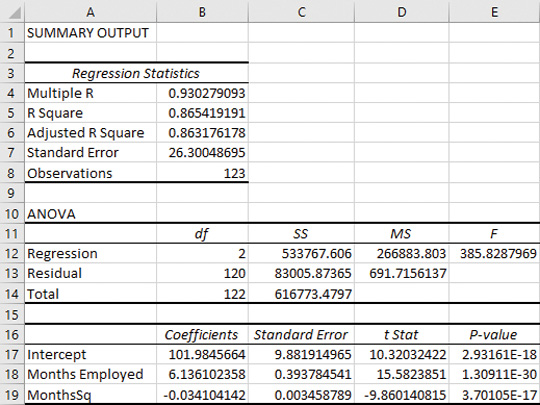 A B C D E
1 SUMMARY OUTPUT
2
3 Regression Statistics
4 Multiple R 0.930279093
5 R Square 0.865419191
6 Adjusted R Square 0.863176178
7 Standard Error 26.30048695
8 Observations 123
9
10 ANOVA
11 df SS MS F
12 Regression 2 533767.606 266883.803 385.8287969
13 Residual 120 83005.87365 691.7156137
14 Total 122 616773.4797
15
16 Coefficients Standard Error t Stat P-value
17 Intercept 101.9845664 9.881914965 10.32032422 2.93161E-18
18 Months Employed 6.136102358 0.393784541 15.5823851 1.30911E-30
19 MonthsSq -0.034104142 0.003458789 -9.860140815 3.70105E-17